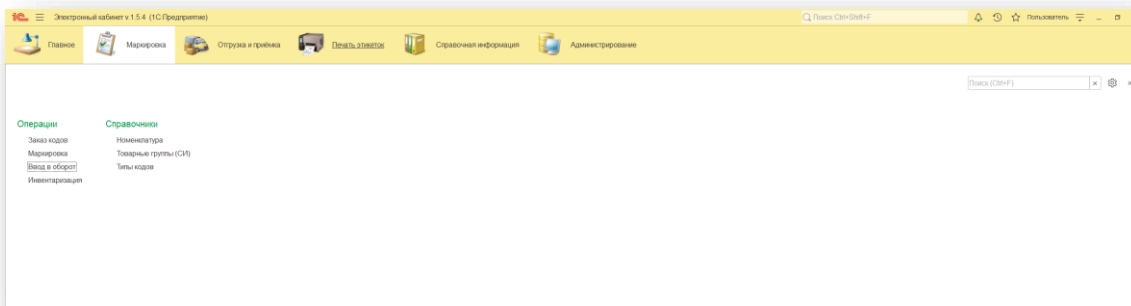 1С Электронный кабинет v.1.5.4 (1С:Предприятие) Поиск Ctrl+Shift+F Пользователь
Главное Маркировка Отгрузка и приёмка Печать этикеток Справочная информация Администрирование
Поиск (Ctrl+F) ×
Операции Справочники
Заказ кодов Номенклатура
Маркировка Товарные группы (СИ)
Ввод в оборот Типы кодов
Инвентаризация